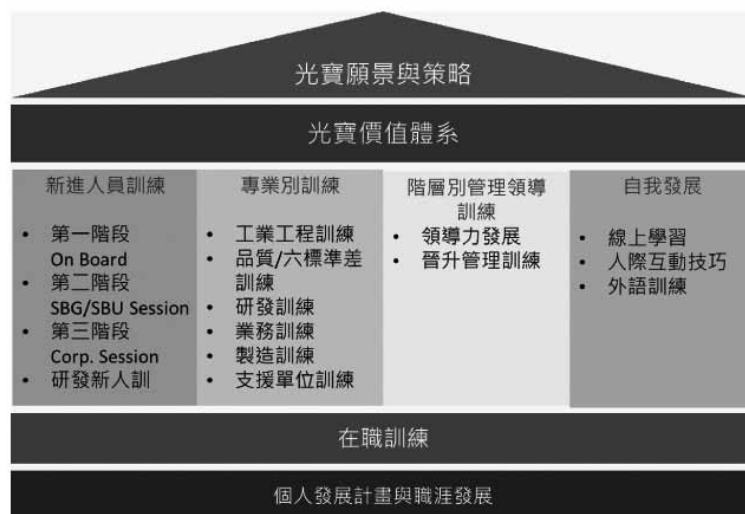 光寶願景與策略
光寶價值體系
新進人員訓練
• 第一階段
On Board
• 第二階段
SBG/SBU Session
• 第三階段
Corp. Session
• 研發新人訓
專業別訓練
• 工業工程訓練
• 品質/六標準差
訓練
• 研發訓練
• 業務訓練
• 製造訓練
• 支援單位訓練
階層別管理領導
訓練
• 領導力發展
• 晉升管理訓練
自我發展
• 線上學習
• 人際互動技巧
• 外語訓練
在職訓練
個人發展計畫與職涯發展